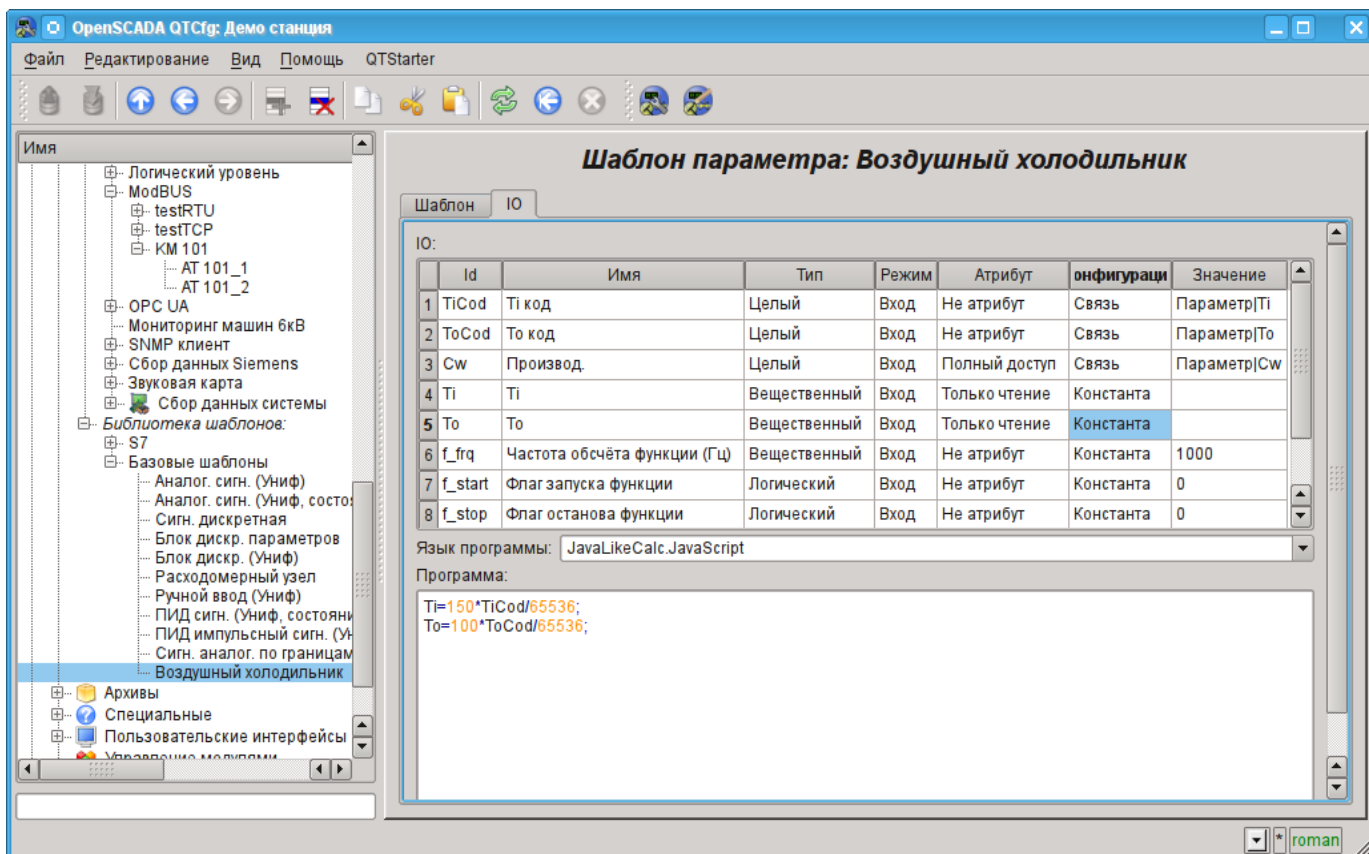 OpenSCADA QTCfg: Демо станция
Файл Редактирование Вид Помощь QTStarter
Имя
Логический уровень
ModBUS
testRTU
testTCP
КМ 101
АТ 101_1
АТ 101_2
OPC UA
Мониторинг машин 6кВ
SNMP клиент
Сбор данных Siemens
Звуковая карта
Сбор данных системы
Библиотека шаблонов:
S7
Базовые шаблоны
Аналог. сигн. (Униф)
Аналог. сигн. (Униф, состоя
Сигн. дискретная
Блок дискр. параметров
Блок дискр. (Униф)
Расходомерный узел
Ручной ввод (Униф)
ПИД сигн. (Униф, состояни
ПИД импульсный сигн. (Ун
Сигн. аналог. по границам
Воздушный холодильник
Архивы
Специальные
Пользовательские интерфейсы
Управление модулями
Шаблон параметра: Воздушный холодильник
Шаблон IO
IO:
Id Имя Тип Режим Атрибут онфигураци Значение
1 TiCod Ti код Целый Вход Не атрибут Связь Параметр|Ti
2 ToCod To код Целый Вход Не атрибут Связь Параметр|To
3 Cw Производ. Целый Вход Полный доступ Связь Параметр|Cw
4 Ti Ti Вещественный Вход Только чтение Константа
5 To To Вещественный Вход Только чтение Константа
6 f_frq Частота обсчёта функции (Гц) Вещественный Вход Не атрибут Константа 1000
7 f_start Флаг запуска функции Логический Вход Не атрибут Константа 0
8 f_stop Флаг останова функции Логический Вход Не атрибут Константа 0
Язык программы: JavaLikeCalc.JavaScript
Программа:
Ti=150*TiCod/65536;
To=100*ToCod/65536;
* roman